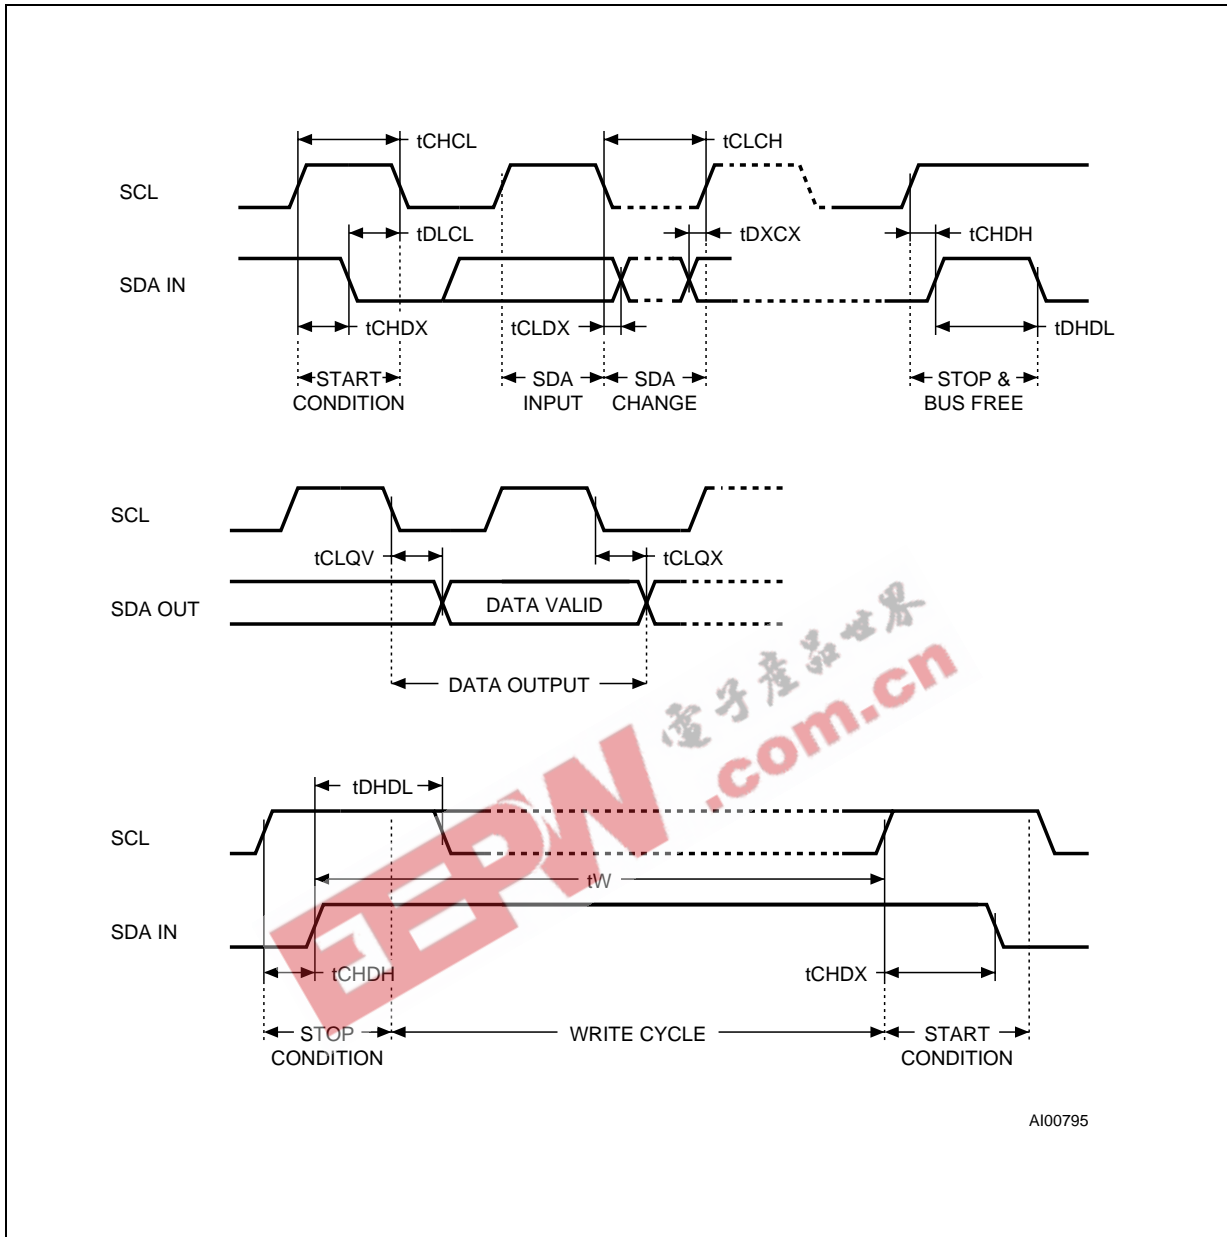 tCHCL
tCLCH
SCL
tDLCL
tDXCX
tCHDH
SDA IN
tCHDX
tCLDX
tDHDL
START
CONDITION
SDA
INPUT
SDA
CHANGE
STOP &
BUS FREE
SCL
tCLQV
tCLQX
SDA OUT
DATA VALID
DATA OUTPUT
電子產品世界
EEPW.com.cn
tDHDL
SCL
tW
SDA IN
tCHDH
tCHDX
STOP
CONDITION
WRITE CYCLE
START
CONDITION
AI00795